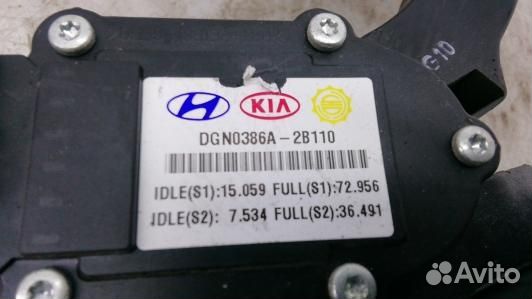 KIA
DGN0386A-2B110
IDLE(S1):15.059 FULL(S1):72.956
IDLE(S2): 7.534 FULL(S2):36.491
G10
Avito